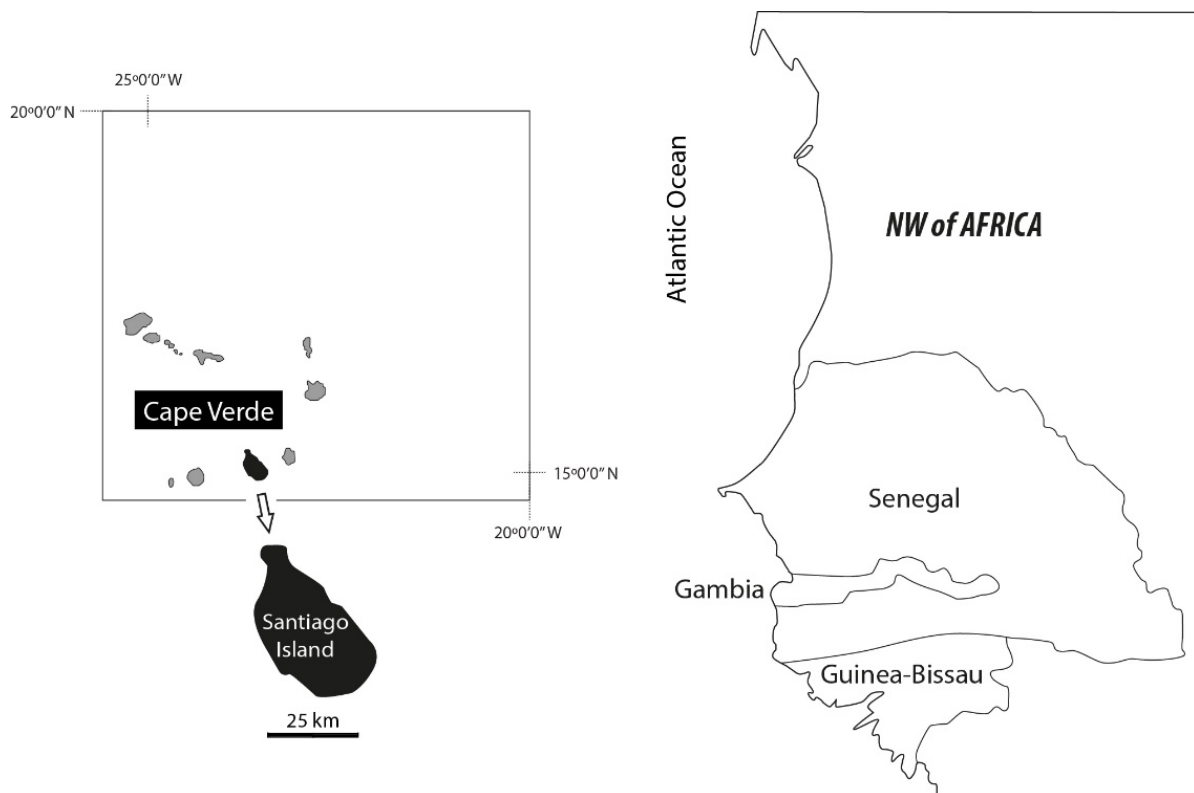 25º0'0"W
20º0'0"N
Cape Verde
15º0'0"N
20º0'0"W
Santiago
Island
25 km
Atlantic Ocean
NW of AFRICA
Senegal
Gambia
Guinea-Bissau